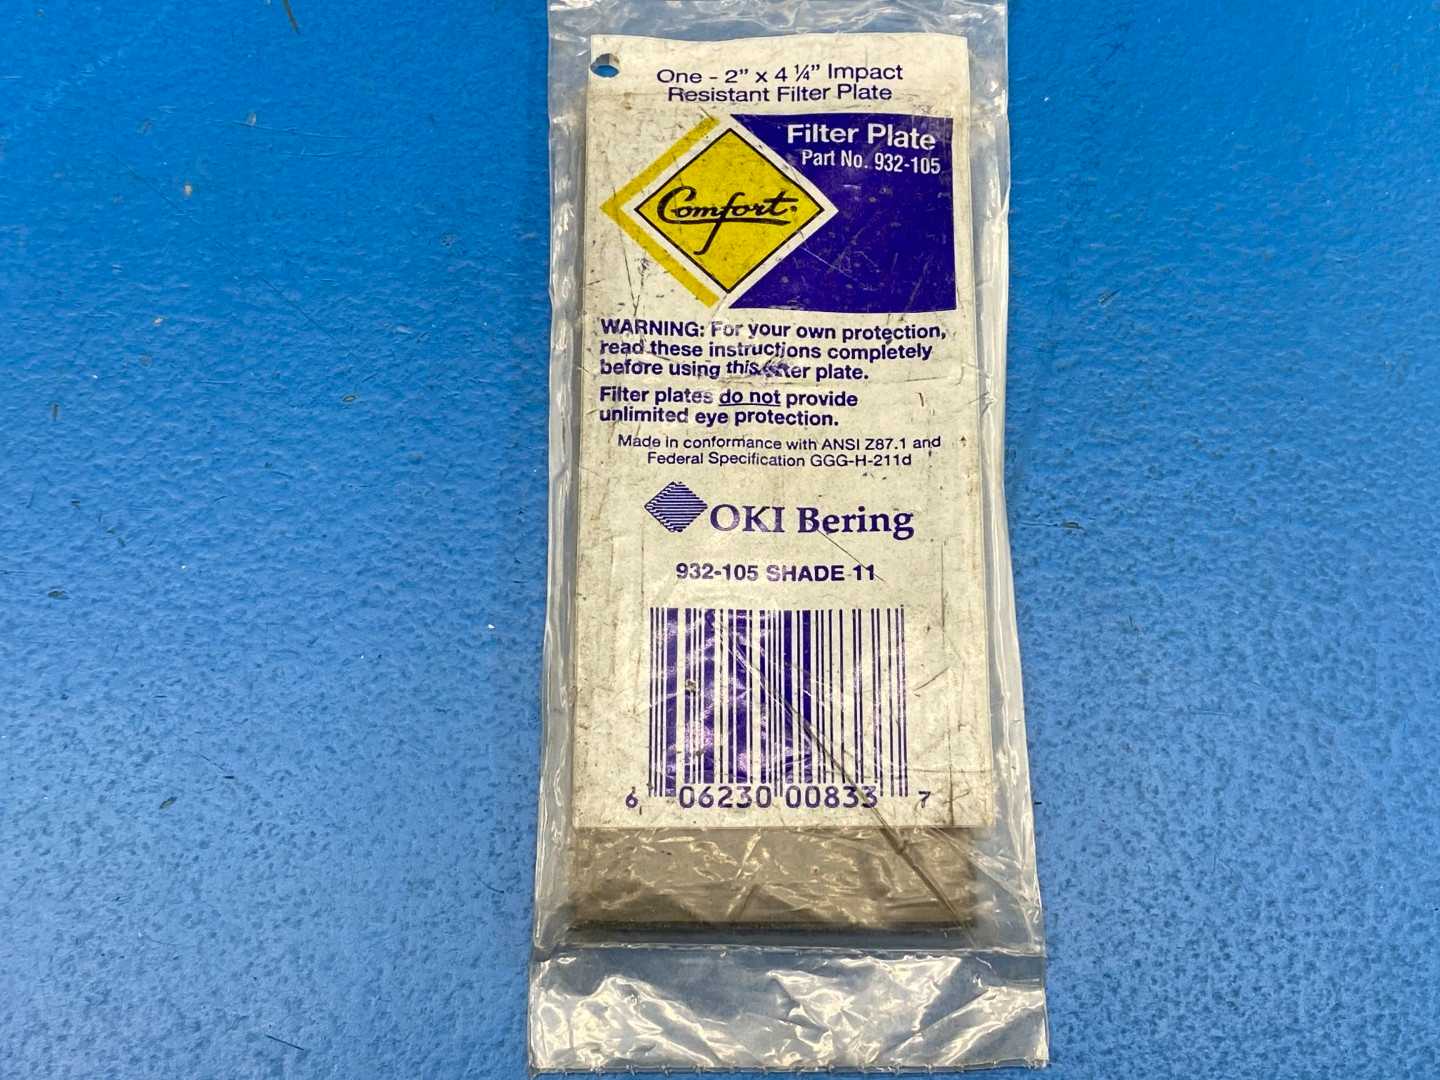 One - 2" x 4 ¼" Impact
Resistant Filter Plate
Filter Plate
Part No. 932-105
Comfort
WARNING: For your own protection,
read these instructions completely
before using this filter plate.
Filter plates do not provide
unlimited eye protection.
Made in conformance with ANSI Z87.1 and
Federal Specification GGG-H-211d
OKI Bering
932-105 SHADE 11
6 06230 00833 7